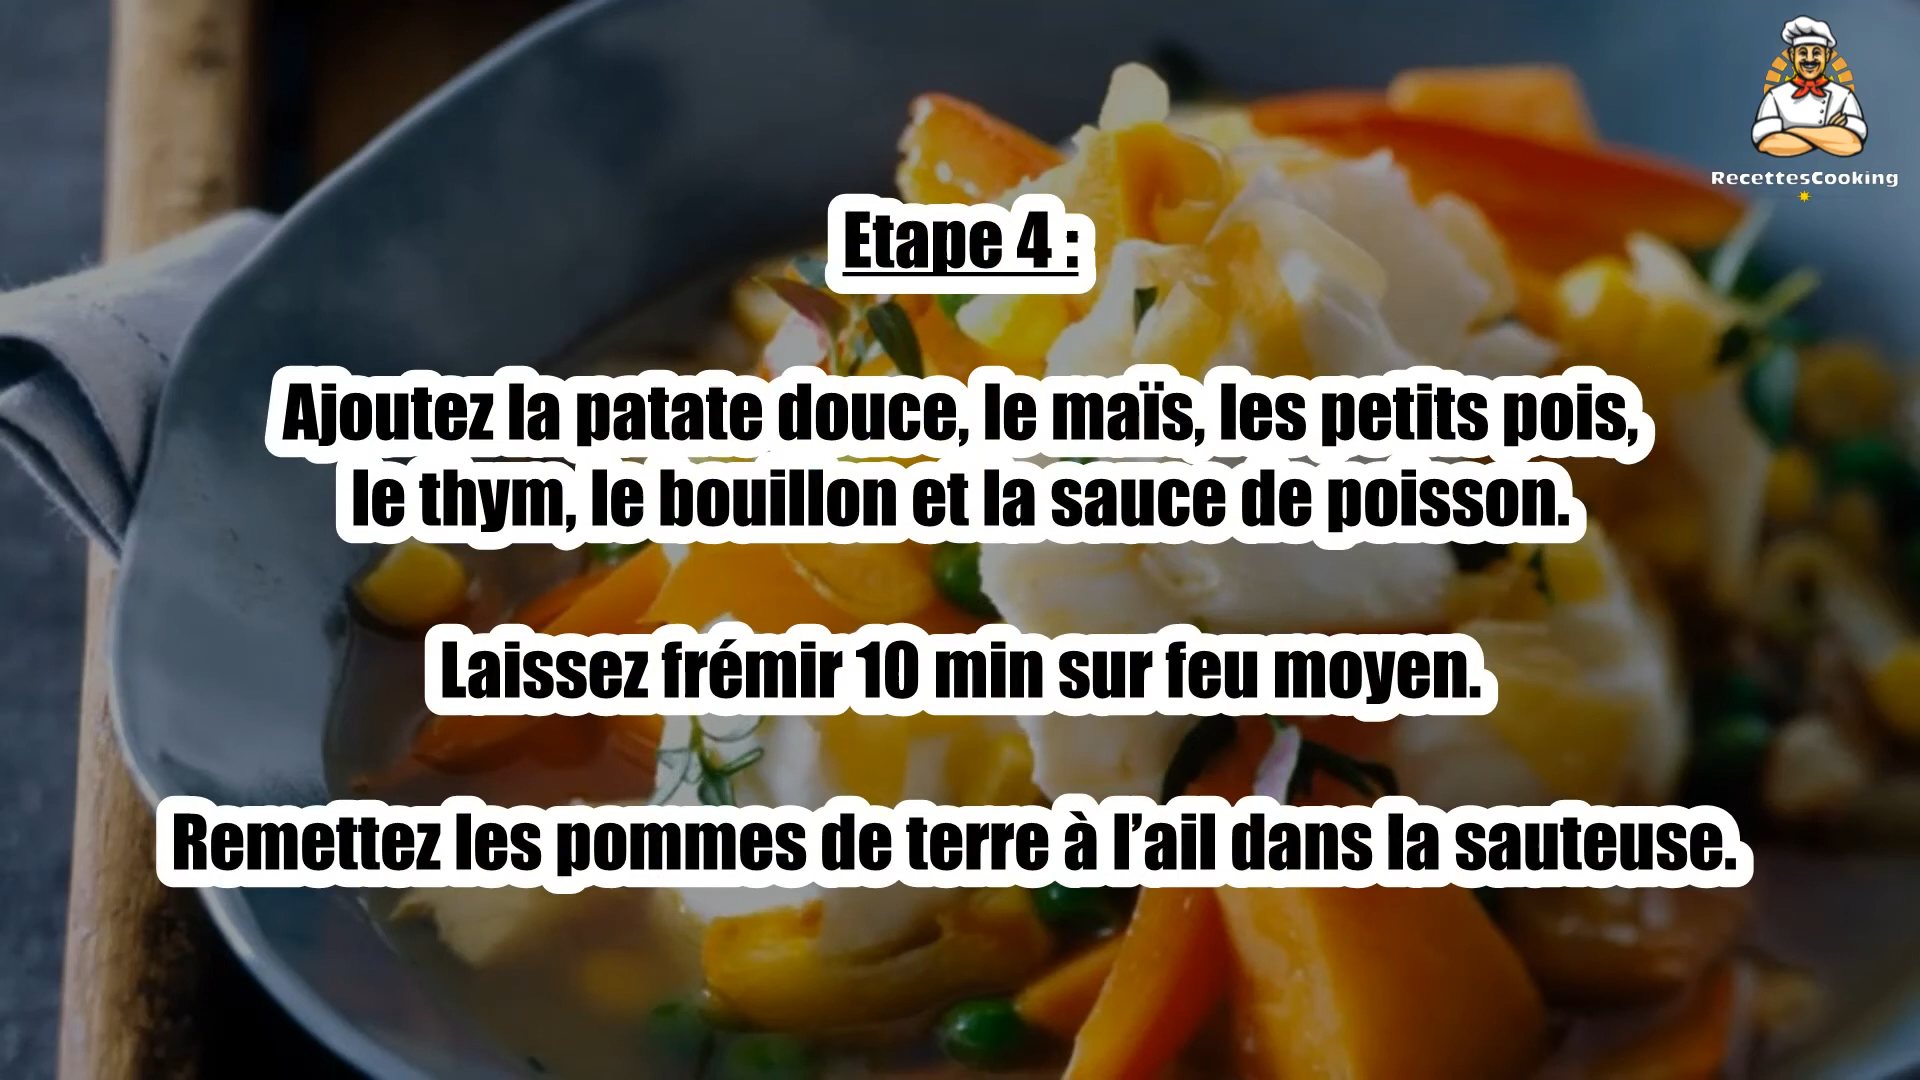 RecettesCooking
Etape 4 :
Ajoutez la patate douce, le maïs, les petits pois,
le thym, le bouillon et la sauce de poisson.
Laissez frémir 10 min sur feu moyen.
Remettez les pommes de terre à l’ail dans la sauteuse.